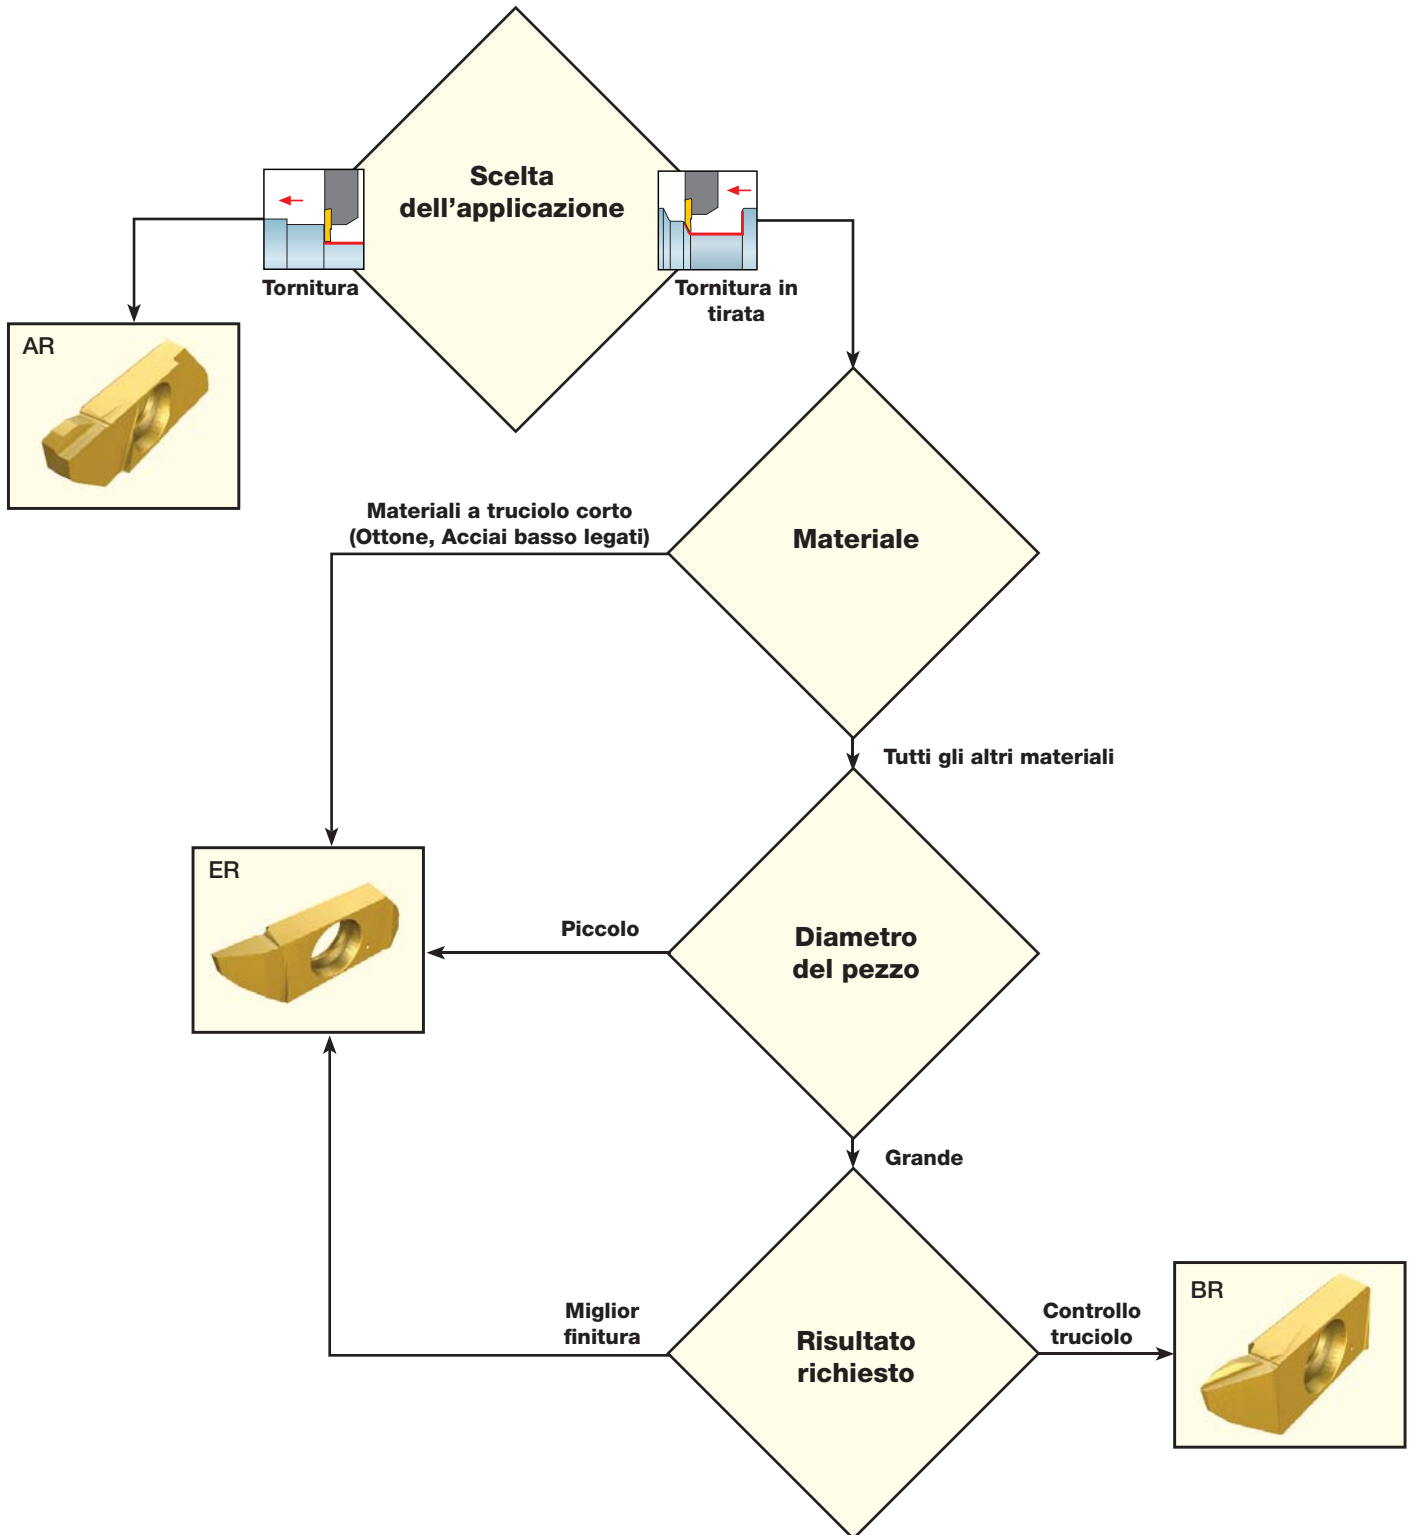 Scelta
dell'applicazione
Tornitura
Tornitura in
tirata
AR
Materiali a truciolo corto
(Ottone, Acciai basso legati)
Materiale
Tutti gli altri materiali
ER
Piccolo
Diametro
del pezzo
Grande
Miglior
finitura
Risultato
richiesto
Controllo
truciolo
BR